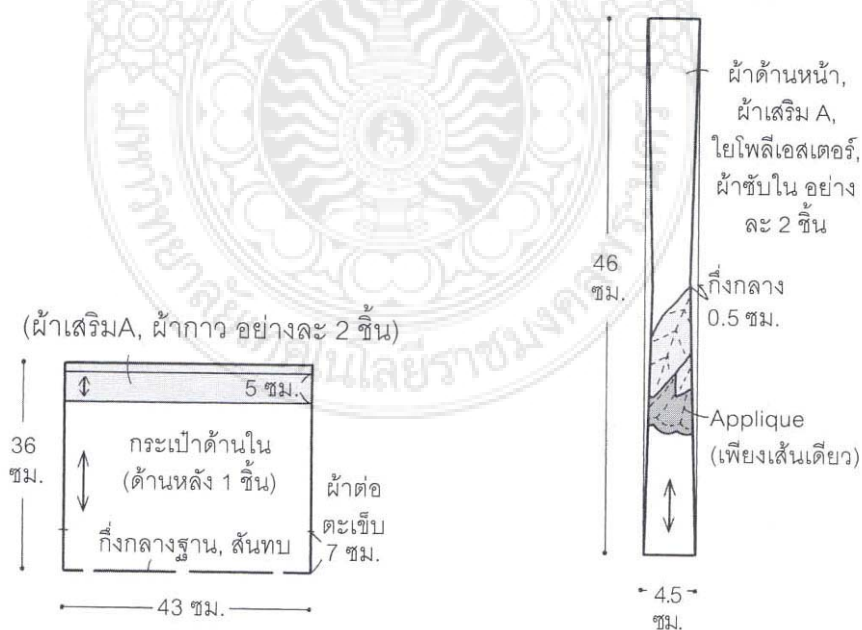 ผ้าด้านหน้า,
ผ้าเสริม A,
ใยโพลีเอสเตอร์,
ผ้าซับใน อย่าง
ละ 2 ชิ้น
46
ซม.
กึ่งกลาง
0.5 ซม.
Applique
(เพียงเส้นเดียว)
4.5
ซม.
(ผ้าเสริมA, ผ้ากาว อย่างละ 2 ชิ้น)
5 ซม.
36
ซม.
กระเป๋าด้านใน
(ด้านหลัง 1 ชิ้น)
ผ้าต่อ
ตะเข็บ
7 ซม.
กึ่งกลางฐาน, สันทบ
43 ซม.